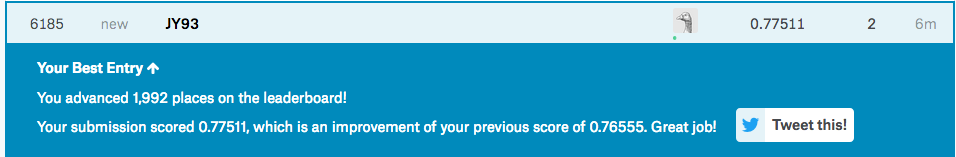 6185 new JY93 0.77511 2 6m
Your Best Entry ↑
You advanced 1,992 places on the leaderboard!
Your submission scored 0.77511, which is an improvement of your previous score of 0.76555. Great job! Tweet this!